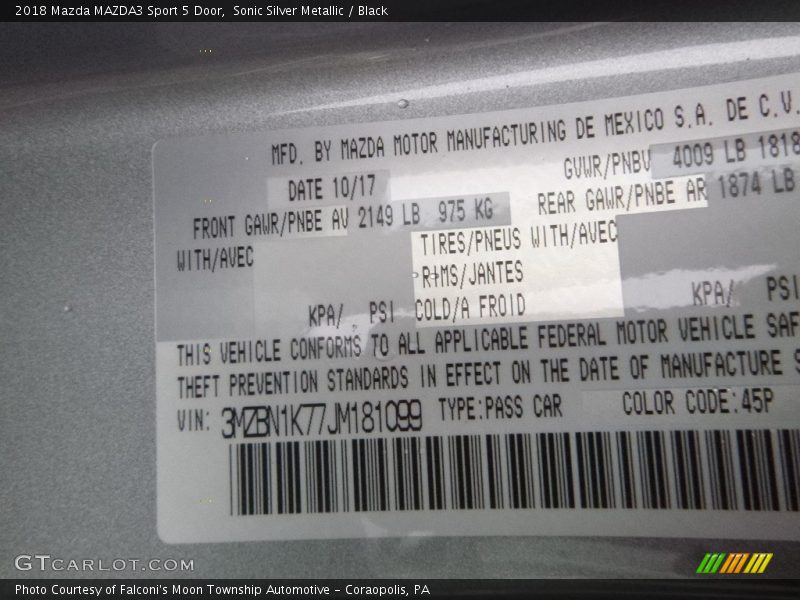 2018 Mazda MAZDA3 Sport 5 Door, Sonic Silver Metallic / Black
MFD. BY MAZDA MOTOR MANUFACTURING DE MEXICO S.A. DE C.V.
DATE 10/17 GVWR/PNBV 4009 LB 1818
FRONT GAWR/PNBE AV 2149 LB 975 KG REAR GAWR/PNBE AR 1874 LB
WITH/AVEC TIRES/PNEUS WITH/AVEC
RIMS/JANTES
KPA/ PSI COLD/A FROID KPA/ PSI
THIS VEHICLE CONFORMS TO ALL APPLICABLE FEDERAL MOTOR VEHICLE SAF
THEFT PREVENTION STANDARDS IN EFFECT ON THE DATE OF MANUFACTURE S
VIN: 3MZBN1K77JM181099 TYPE:PASS CAR COLOR CODE:45P
GTCARLOT.COM
Photo Courtesy of Falconi's Moon Township Automotive - Coraopolis, PA